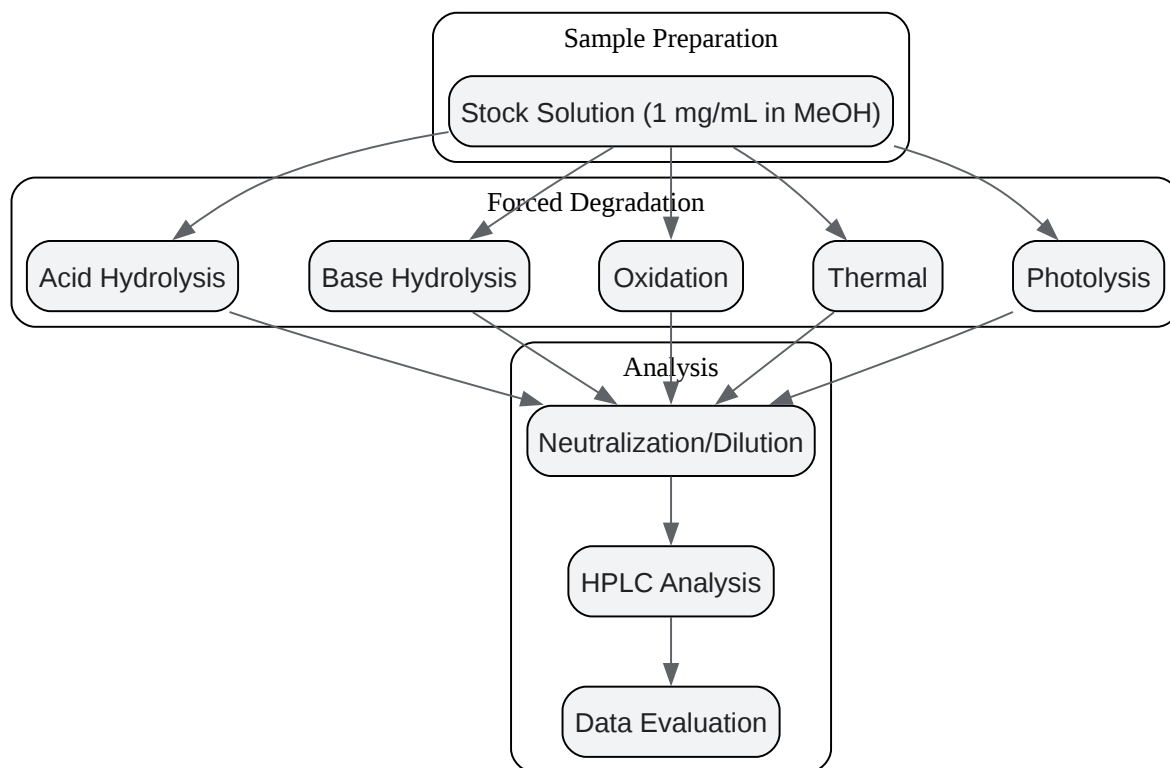 Sample Preparation
Stock Solution (1 mg/mL in MeOH)
Forced Degradation
Acid Hydrolysis
Base Hydrolysis
Oxidation
Thermal
Photolysis
Analysis
Neutralization/Dilution
HPLC Analysis
Data Evaluation